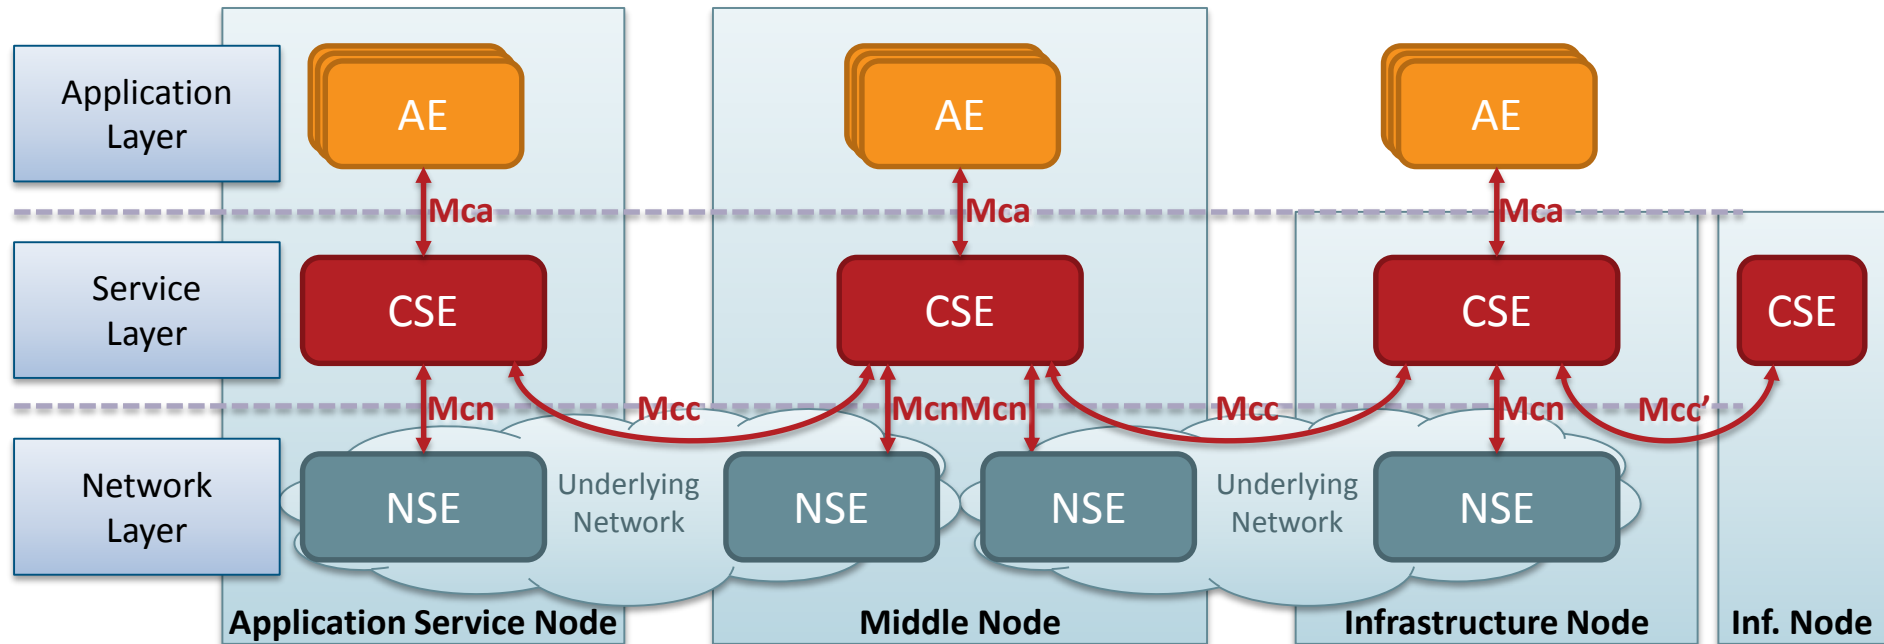 Application
Layer
AE
AE
AE
Mca
Mca
Mca
Service
Layer
CSE
CSE
CSE
CSE
Mcn
Mcc
Mcn
Mcn
Mcc
Mcn
Mcc’
Network
Layer
NSE
Underlying
Network
NSE
NSE
Underlying
Network
NSE
Application Service Node
Middle Node
Infrastructure Node
Inf. Node